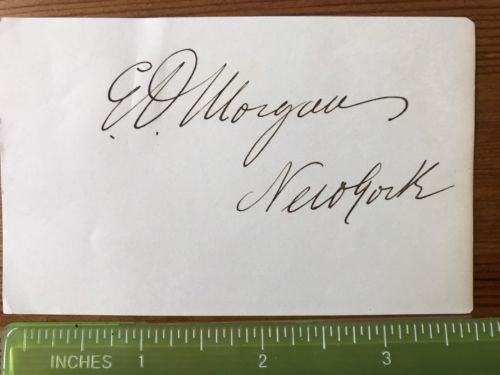 E. D. Morgan
New York
INCHES 1 2 3